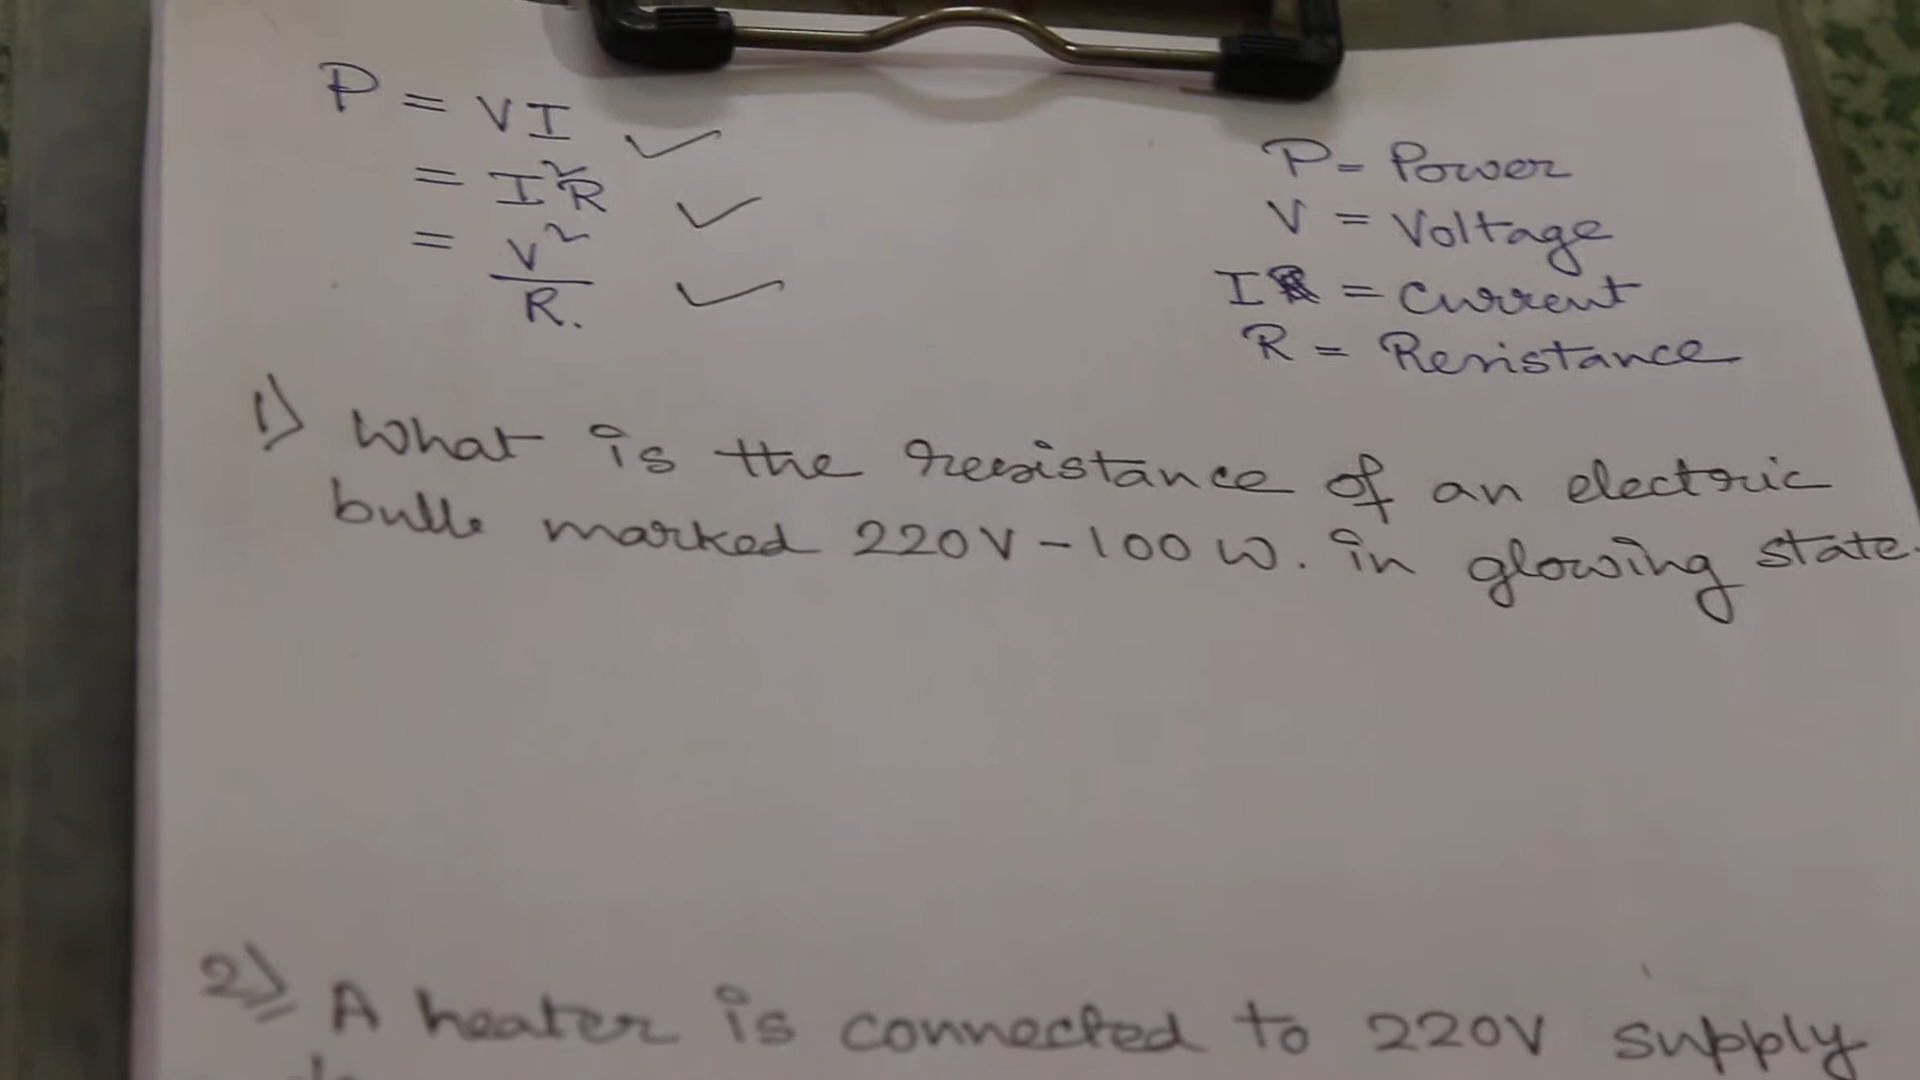 P = VI
= I²R
= V²/R.
P = Power
V = Voltage
I = Current
R = Resistance
1) What is the resistance of an electric
bulb marked 220V - 100 W. in glowing state.
2) A heater is connected to 220V supply